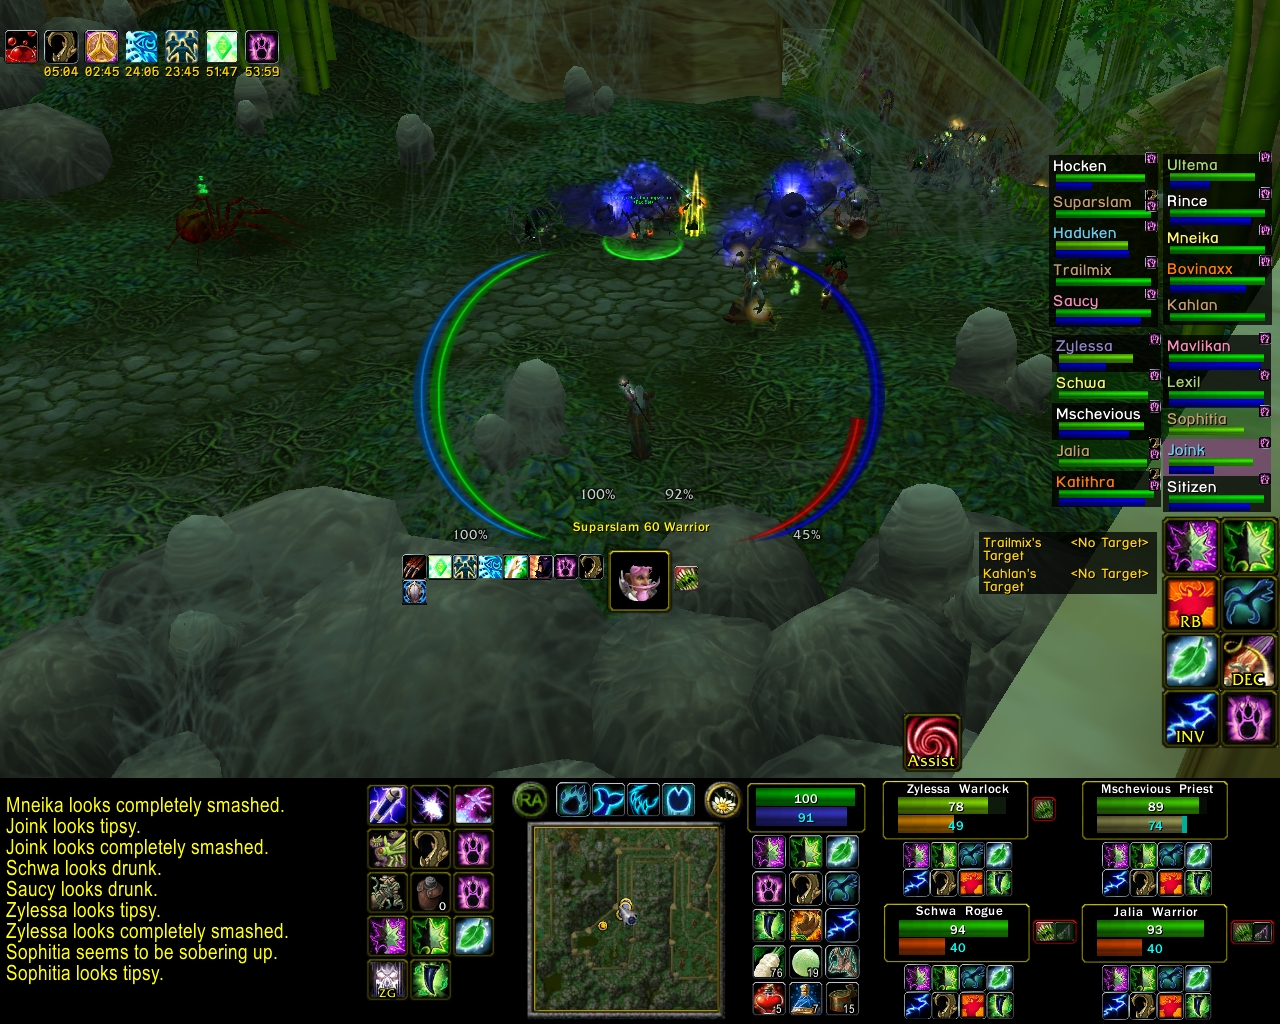 05:04 02:45 24:06 23:45 51:47 53:59
Hocken
Suparslam
Haduken
Trailmix
Saucy
Zylessa
Schwa
Mschevious
Jalia
Katithra
Ultema
Rince
Mneika
Bovinaxx
Kahlan
Mavlikan
Lexil
Sophitia
Joink
Sitizen
100% 92%
Suparslam 60 Warrior
100% 45%
Trailmix's Target <No Target>
Kahlan's Target <No Target>
RB
DEC
INV
Assist
Mneika looks completely smashed.
Joink looks tipsy.
Joink looks completely smashed.
Schwa looks drunk.
Saucy looks drunk.
Zylessa looks tipsy.
Zylessa looks completely smashed.
Sophitia seems to be sobering up.
Sophitia looks tipsy.
0
ZG
RA
100
91
76 19
5 7 15
Zylessa Warlock
78
49
Mschevious Priest
89
74
Schwa Rogue
94
40
Jalia Warrior
93
40